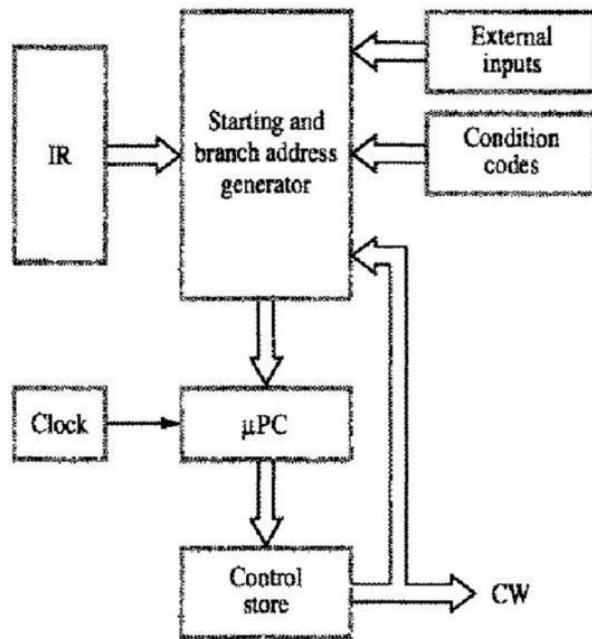 External
inputs
IR
Starting and
branch address
generator
Condition
codes
Clock
μPC
Control
store
CW